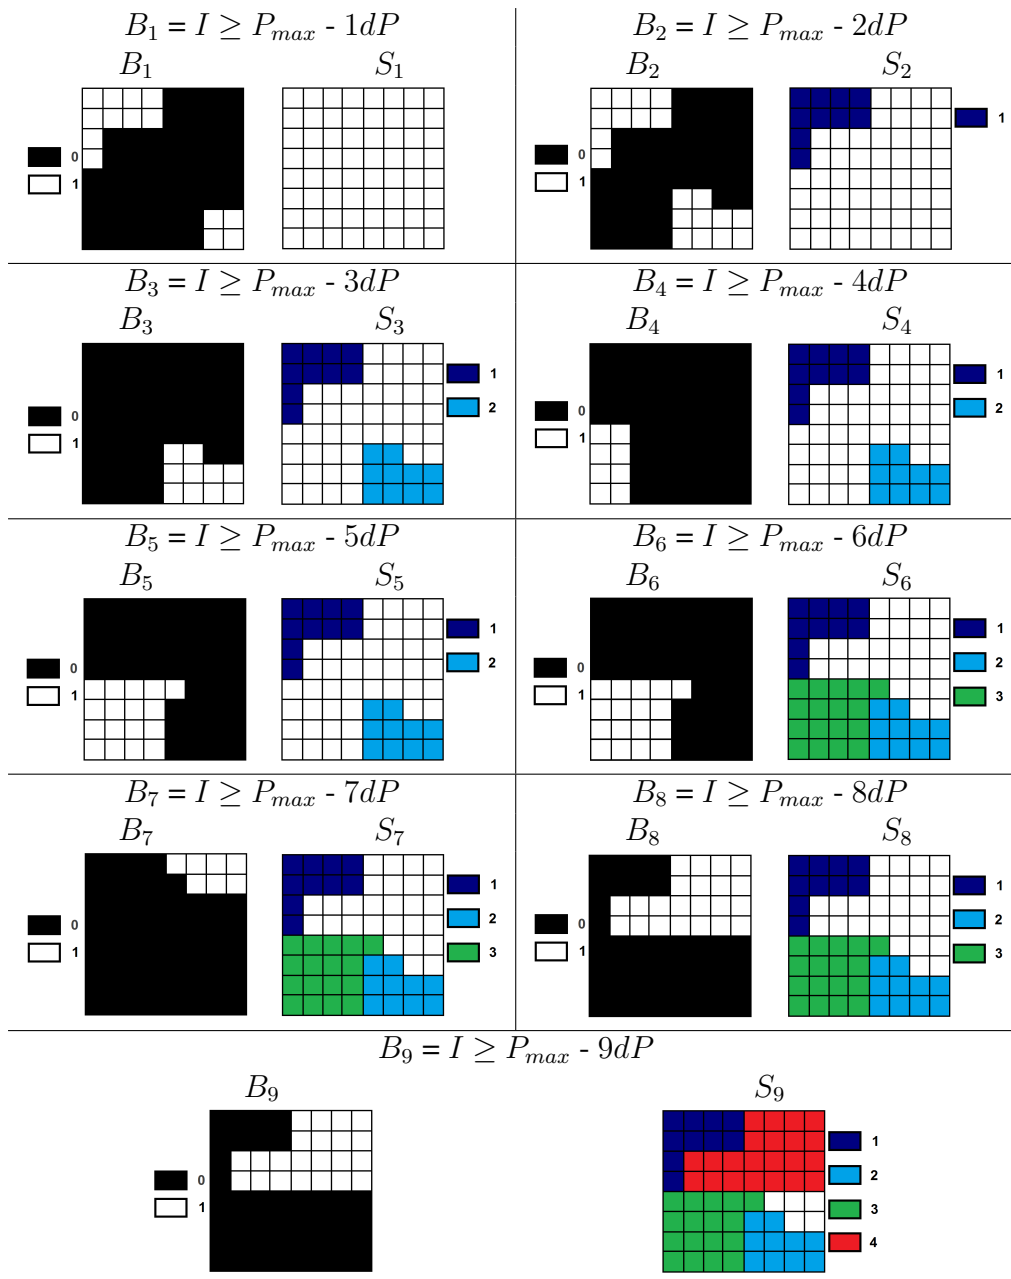 B₁ = I ≥ Pₘₐₓ - 1dP
B₁ S₁
0
1
B₂ = I ≥ Pₘₐₓ - 2dP
B₂ S₂
0
1
1
B₃ = I ≥ Pₘₐₓ - 3dP
B₃ S₃
0
1
1
2
B₄ = I ≥ Pₘₐₓ - 4dP
B₄ S₄
0
1
1
2
B₅ = I ≥ Pₘₐₓ - 5dP
B₅ S₅
0
1
1
2
B₆ = I ≥ Pₘₐₓ - 6dP
B₆ S₆
0
1
1
2
3
B₇ = I ≥ Pₘₐₓ - 7dP
B₇ S₇
0
1
1
2
3
B₈ = I ≥ Pₘₐₓ - 8dP
B₈ S₈
0
1
1
2
3
B₉ = I ≥ Pₘₐₓ - 9dP
B₉ S₉
0
1
1
2
3
4